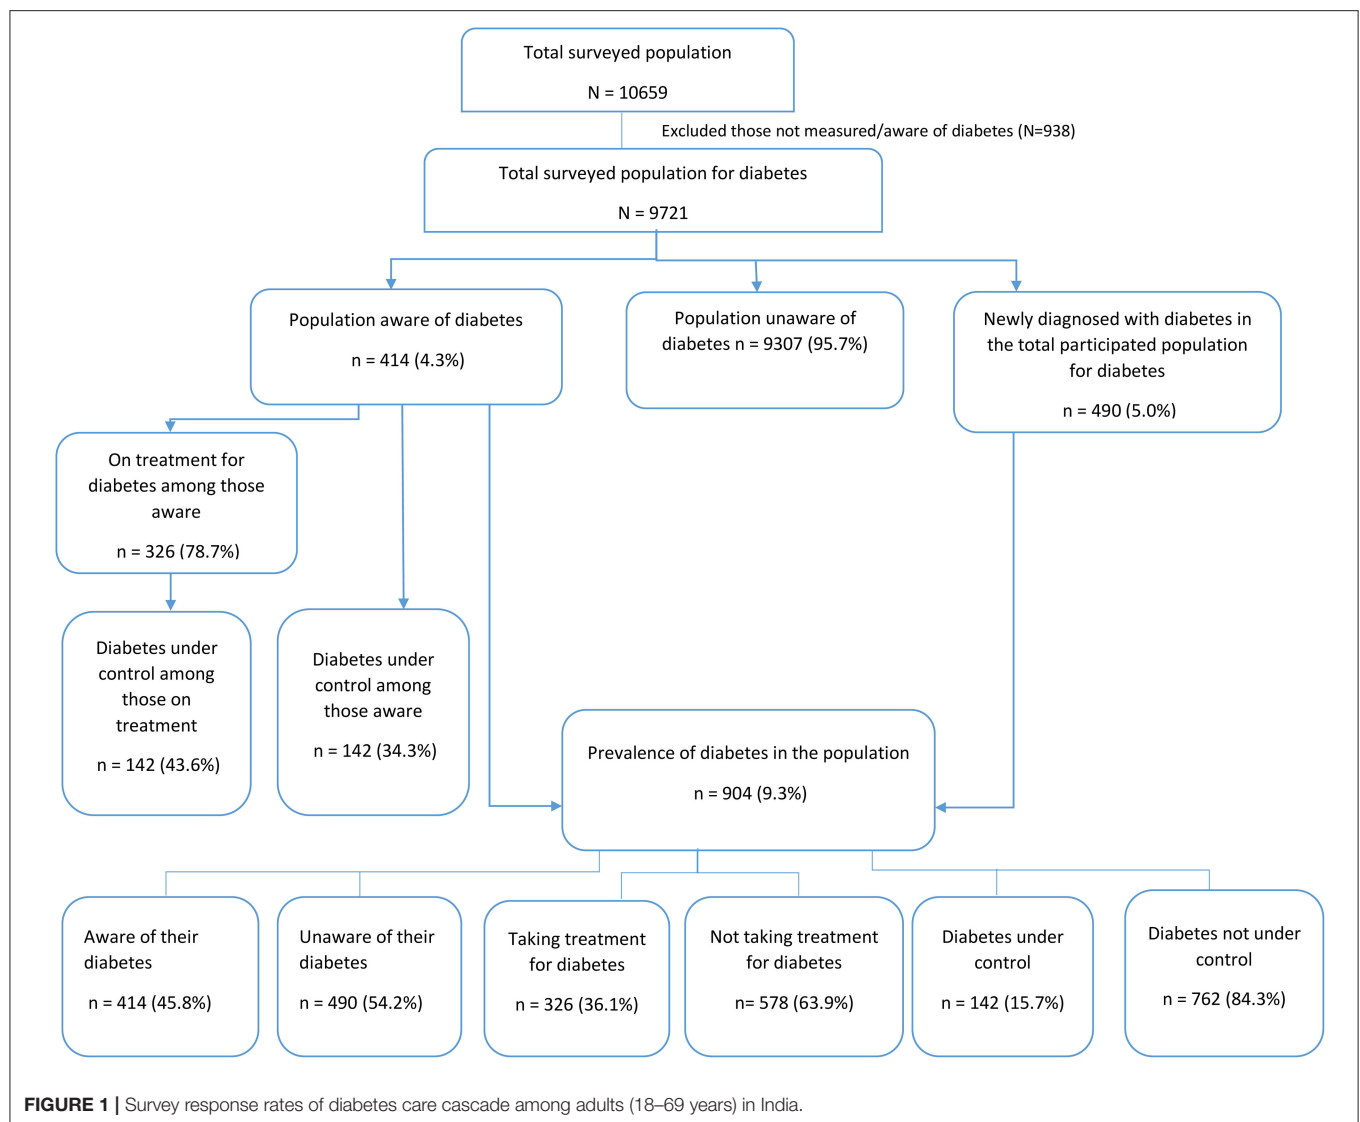 Total surveyed population
N = 10659
Excluded those not measured/aware of diabetes (N=938)
Total surveyed population for diabetes
N = 9721
Population aware of diabetes
n = 414 (4.3%)
Population unaware of
diabetes n = 9307 (95.7%)
Newly diagnosed with diabetes in
the total participated population
for diabetes
n = 490 (5.0%)
On treatment for
diabetes among those
aware
n = 326 (78.7%)
Diabetes under
control among
those on
treatment
n = 142 (43.6%)
Diabetes under
control among
those aware
n = 142 (34.3%)
Prevalence of diabetes in the population
n = 904 (9.3%)
Aware of their
diabetes
n = 414 (45.8%)
Unaware of their
diabetes
n = 490 (54.2%)
Taking treatment
for diabetes
n = 326 (36.1%)
Not taking treatment
for diabetes
n= 578 (63.9%)
Diabetes under
control
n = 142 (15.7%)
Diabetes not under
control
n = 762 (84.3%)
FIGURE 1 | Survey response rates of diabetes care cascade among adults (18–69 years) in India.